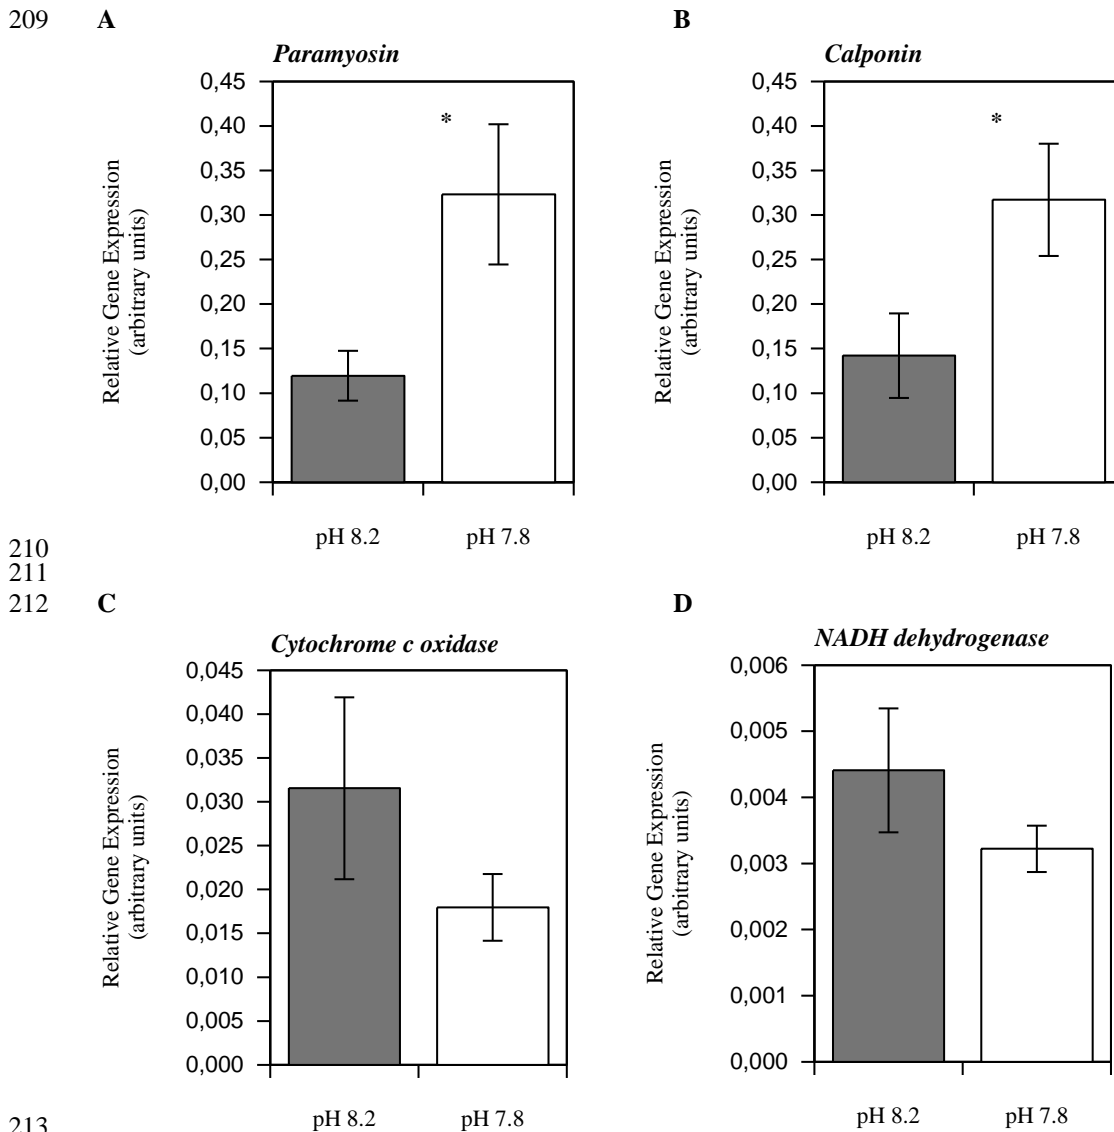 209 A B
Paramyosin
0,45
0,40
0,35
0,30
0,25
0,20
0,15
0,10
0,05
0,00
Relative Gene Expression
(arbitrary units)
*
pH 8.2 pH 7.8
Calponin
0,45
0,40
0,35
0,30
0,25
0,20
0,15
0,10
0,05
0,00
Relative Gene Expression
(arbitrary units)
*
pH 8.2 pH 7.8
210
211
212 C D
Cytochrome c oxidase
0,045
0,040
0,035
0,030
0,025
0,020
0,015
0,010
0,005
0,000
Relative Gene Expression
(arbitrary units)
pH 8.2 pH 7.8
NADH dehydrogenase
0,006
0,005
0,004
0,003
0,002
0,001
0,000
Relative Gene Expression
(arbitrary units)
pH 8.2 pH 7.8
213